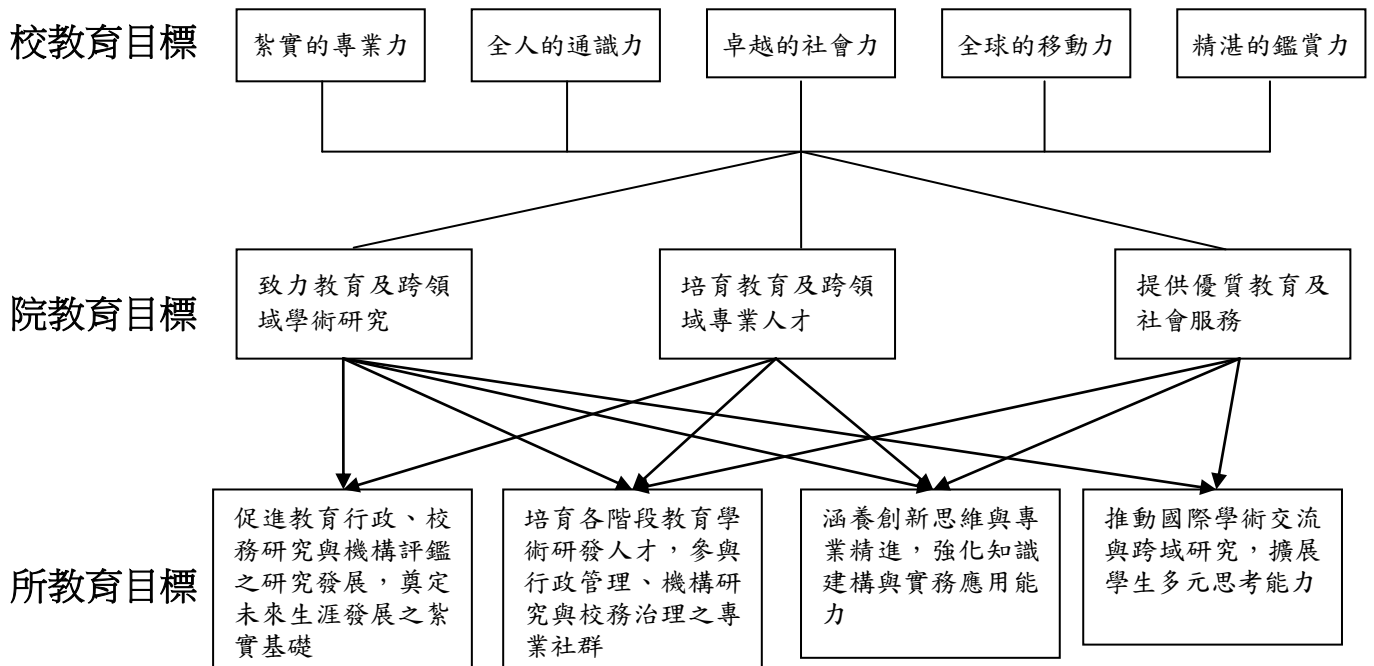 校教育目標
紮實的專業力
全人的通識力
卓越的社會力
全球的移動力
精湛的鑑賞力
院教育目標
致力教育及跨領
域學術研究
培育教育及跨領
域專業人才
提供優質教育及
社會服務
所教育目標
促進教育行政、校
務研究與機構評鑑
之研究發展，奠定
未來生涯發展之紮
實基礎
培育各階段教育學
術研發人才，參與
行政管理、機構研
究與校務治理之專
業社群
涵養創新思維與專
業精進，強化知識
建構與實務應用能
力
推動國際學術交流
與跨域研究，擴展
學生多元思考能力